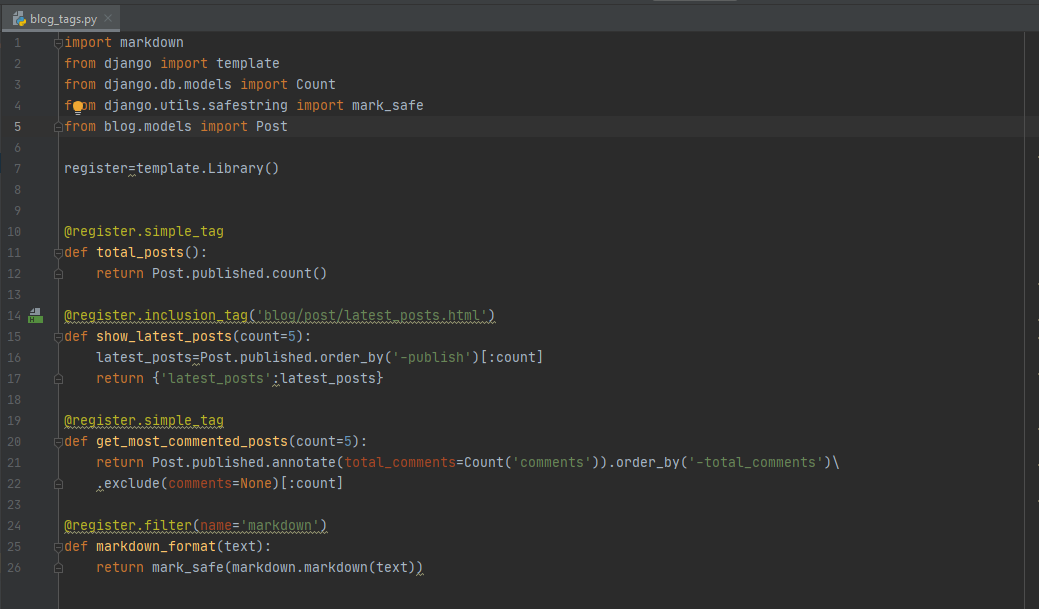 blog_tags.py
1 import markdown
2 from django import template
3 from django.db.models import Count
4 from django.utils.safestring import mark_safe
5 from blog.models import Post
6
7 register=template.Library()
8
9
10 @register.simple_tag
11 def total_posts():
12     return Post.published.count()
13
14 @register.inclusion_tag('blog/post/latest_posts.html')
15 def show_latest_posts(count=5):
16     latest_posts=Post.published.order_by('-publish')[:count]
17     return {'latest_posts':latest_posts}
18
19 @register.simple_tag
20 def get_most_commented_posts(count=5):
21     return Post.published.annotate(total_comments=Count('comments')).order_by('-total_comments')\
22     .exclude(comments=None)[:count]
23
24 @register.filter(name='markdown')
25 def markdown_format(text):
26     return mark_safe(markdown.markdown(text))